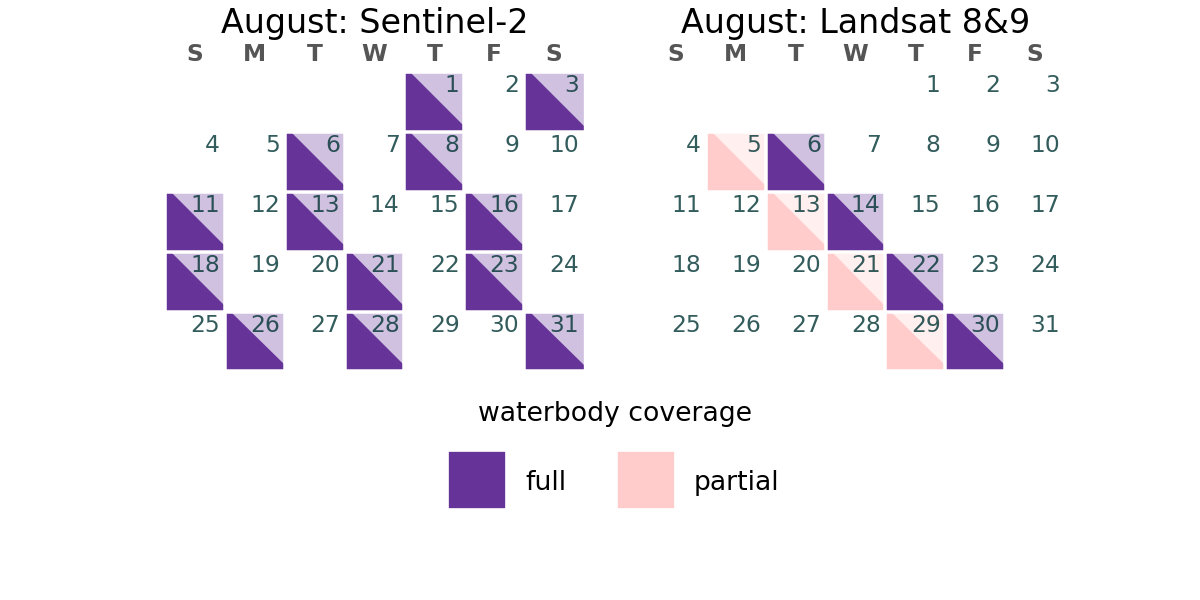 August: Sentinel-2
S M T W T F S
1 2 3
4 5 6 7 8 9 10
11 12 13 14 15 16 17
18 19 20 21 22 23 24
25 26 27 28 29 30 31
August: Landsat 8&9
S M T W T F S
1 2 3
4 5 6 7 8 9 10
11 12 13 14 15 16 17
18 19 20 21 22 23 24
25 26 27 28 29 30 31
waterbody coverage
full
partial